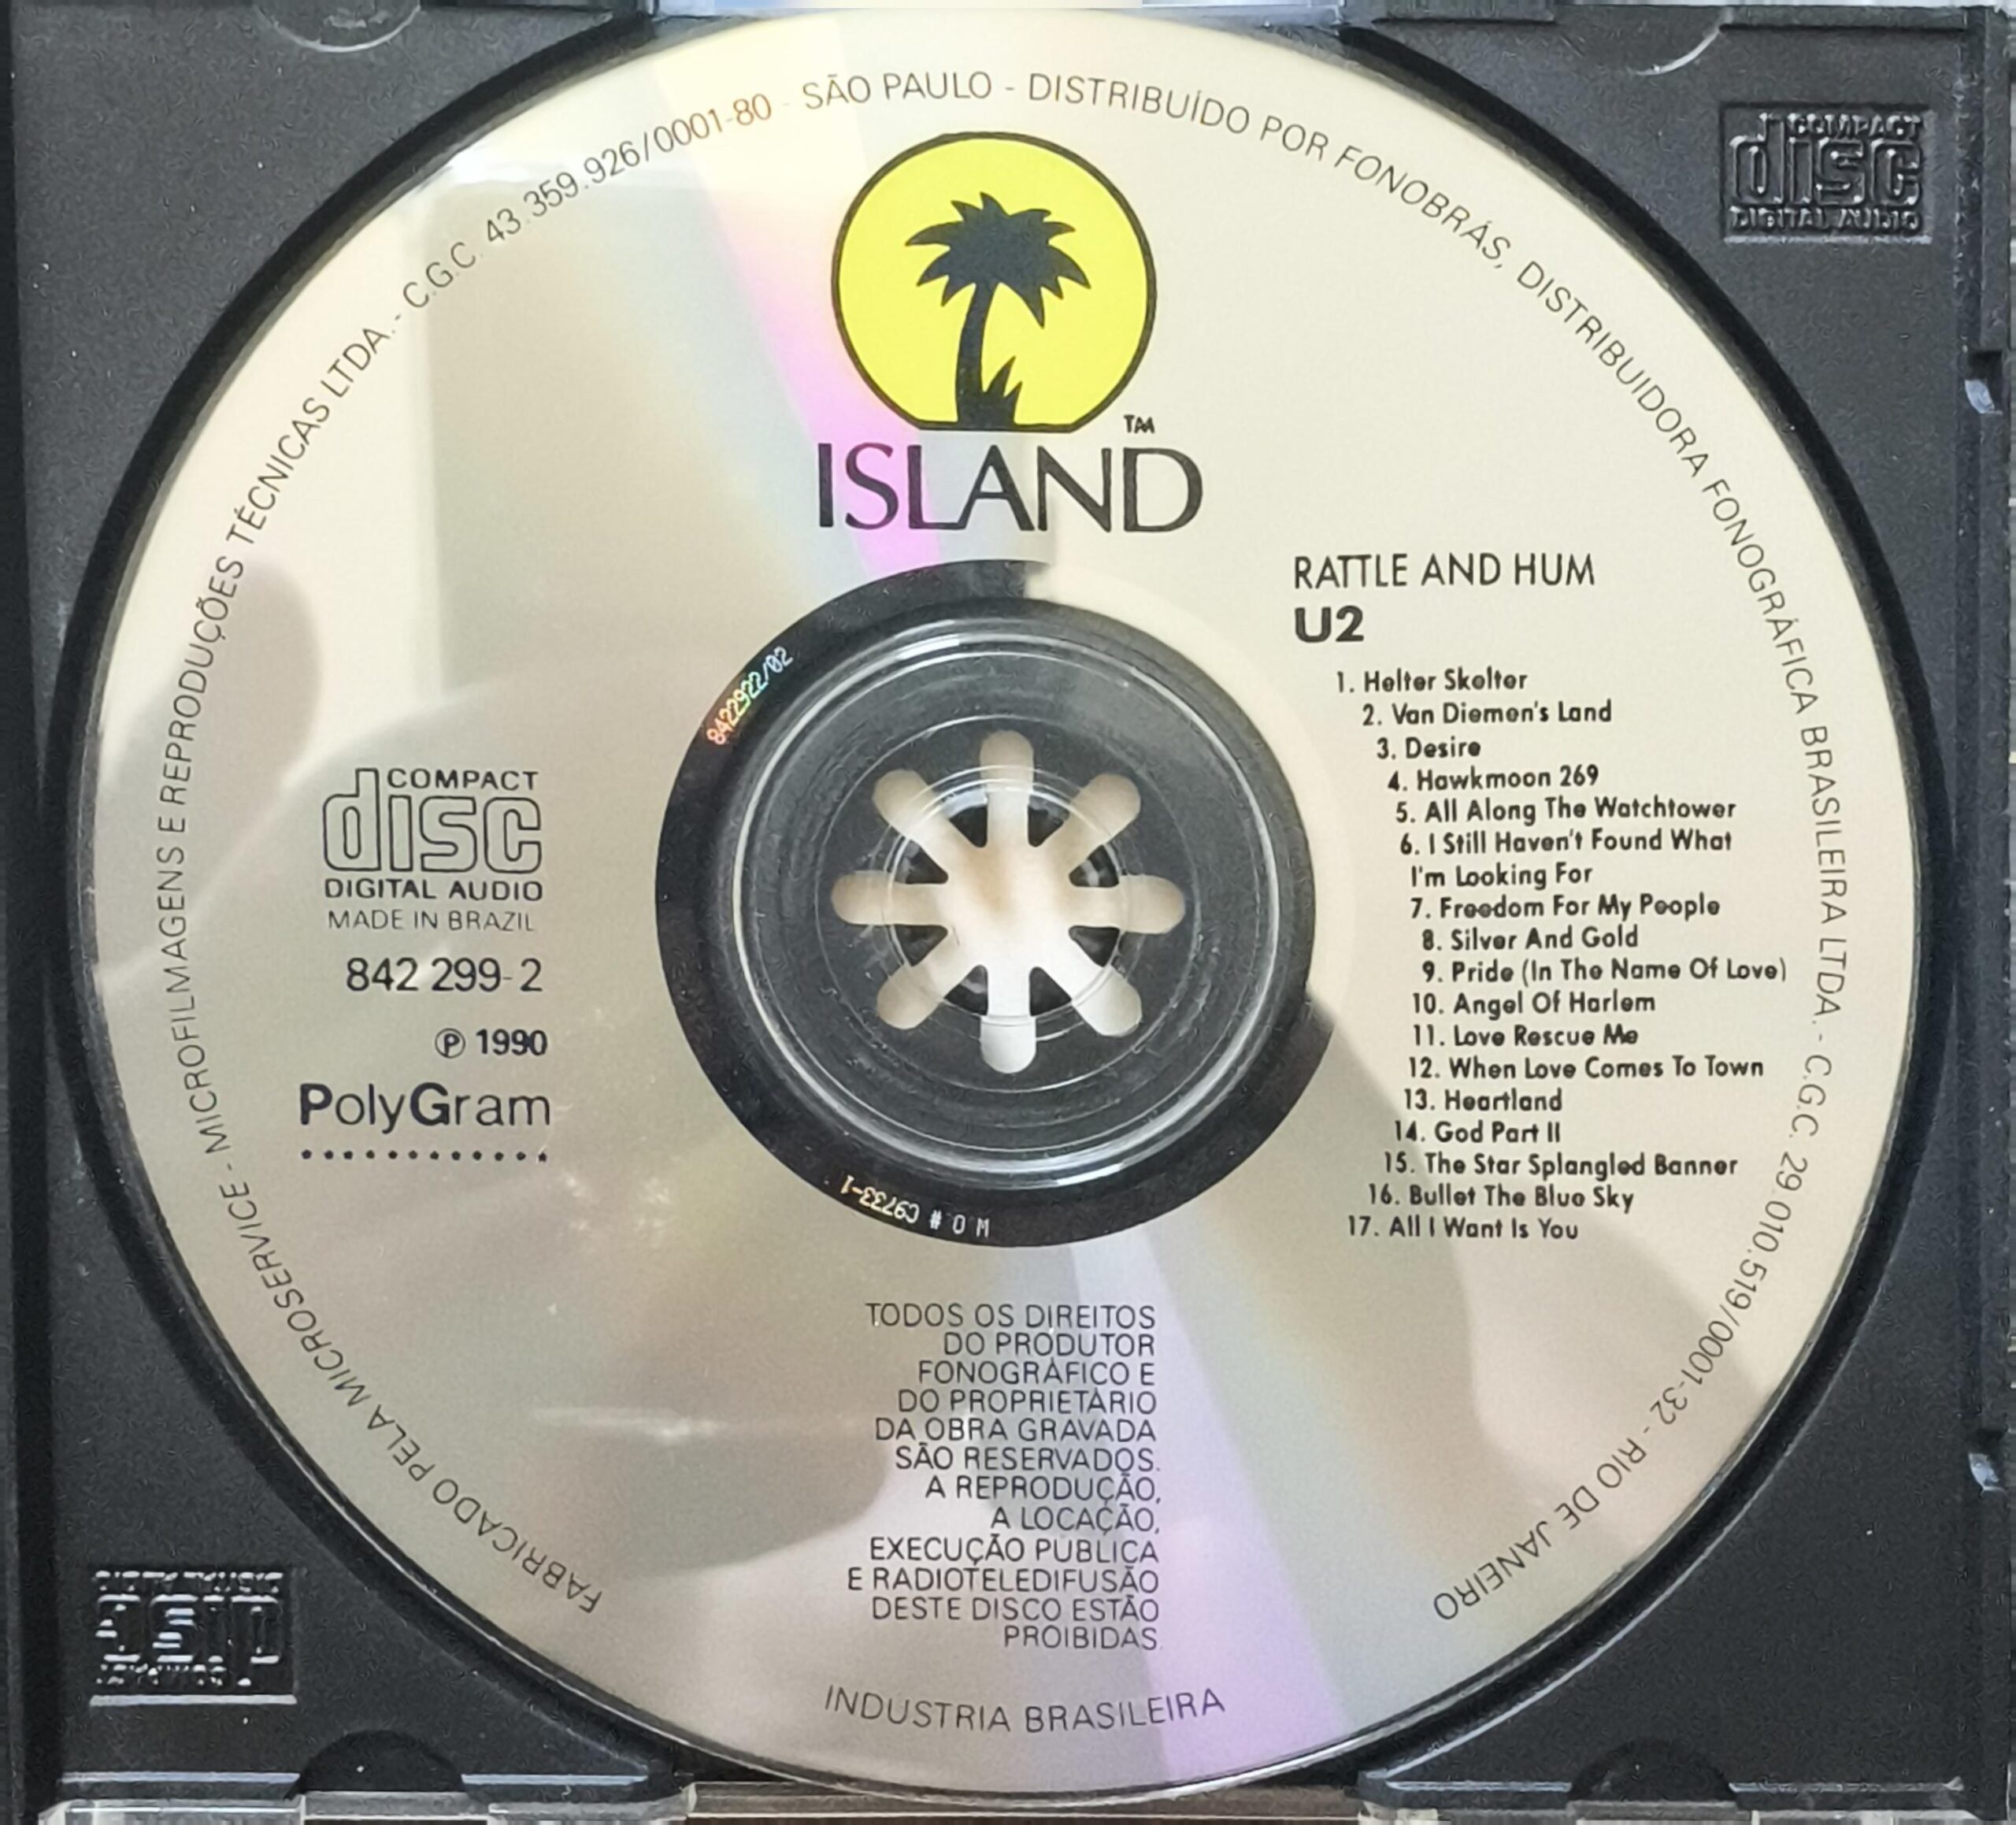 FABRICADO PELA MICROSERVICE - MICROFILMAGENS E REPRODUÇÕES TÉCNICAS LTDA. - C.G.C. 43.359.926/0001-80 - SÃO PAULO - DISTRIBUÍDO POR FONOBRÁS, DISTRIBUIDORA FONOGRÁFICA BRASILEIRA LTDA. - C.G.C. 29.010.519/0001-32 - RIO DE JANEIRO
COMPACT
disc
DIGITAL AUDIO
TM
ISLAND
RATTLE AND HUM
U2
1. Helter Skelter
2. Van Diemen's Land
3. Desire
4. Hawkmoon 269
5. All Along The Watchtower
6. I Still Haven't Found What
I'm Looking For
7. Freedom For My People
8. Silver And Gold
9. Pride (In The Name Of Love)
10. Angel Of Harlem
11. Love Rescue Me
12. When Love Comes To Town
13. Heartland
14. God Part II
15. The Star Splangled Banner
16. Bullet The Blue Sky
17. All I Want Is You
8422922/02
COMPACT
disc
DIGITAL AUDIO
MADE IN BRAZIL
842 299-2
℗ 1990
PolyGram
M O # C9733-1
TODOS OS DIREITOS
DO PRODUTOR
FONOGRÁFICO E
DO PROPRIETÁRIO
DA OBRA GRAVADA
SÃO RESERVADOS.
A REPRODUÇÃO,
A LOCAÇÃO,
EXECUÇÃO PÚBLICA
E RADIOTELEDIFUSÃO
DESTE DISCO ESTÃO
PROIBIDAS.
INDÚSTRIA BRASILEIRA